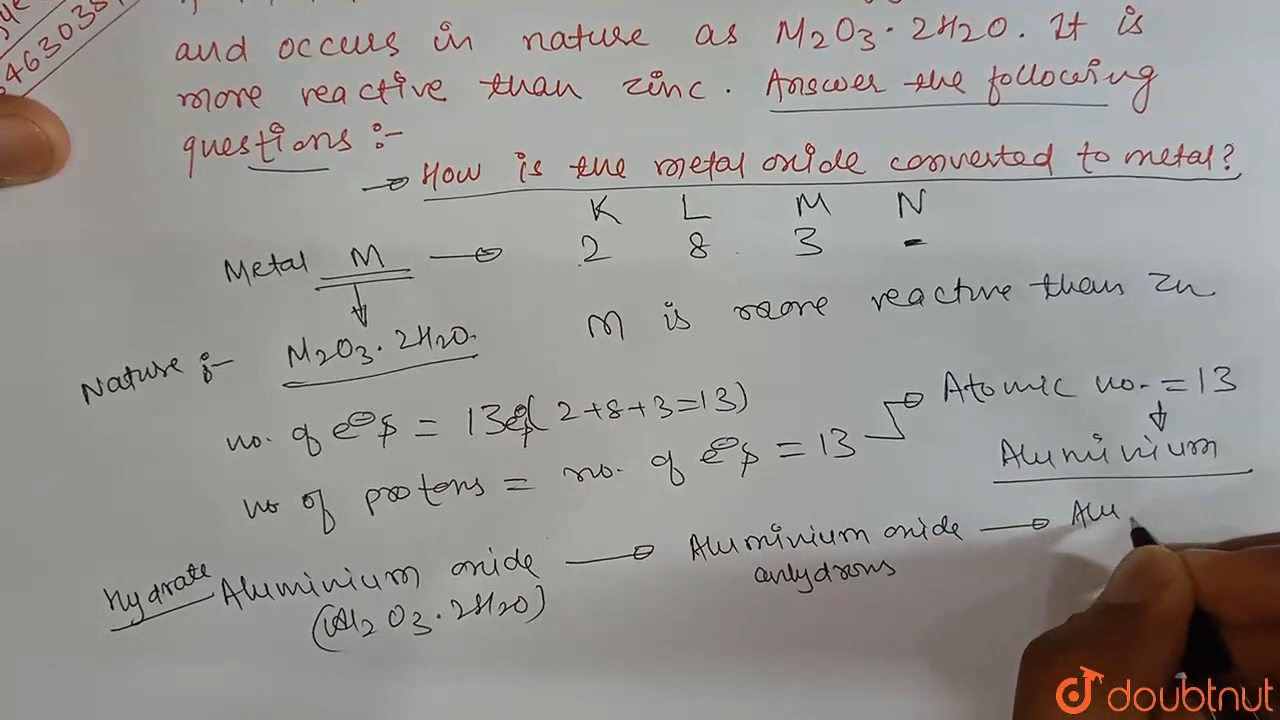 and occurs in nature as M2O3·2H2O. It is
more reactive than zinc. Answer the following
questions :-
→ How is the metal oxide converted to metal?
K L M N
Metal M → 2 8 3 -
M is more reactive than Zn
Nature :- M2O3·2H2O.
no. of e⊖s = 13e⊖s (2+8+3=13)
Atomic no. = 13
no of protons = no. of e⊖s = 13
Aluminium
Hydrate Aluminium oxide → Aluminium oxide → Alu
(Al2O3·2H2O) anhydrous
doubtnut